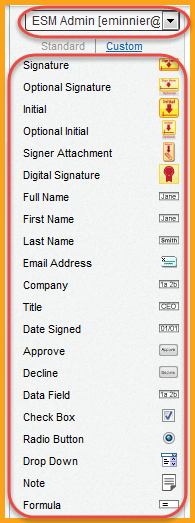 ESM Admin [eminnier@
Standard | Custom
Signature
Optional Signature
Initial
Optional Initial
Signer Attachment
Digital Signature
Full Name Jane
First Name Jane
Last Name Smith
Email Address
Company 1a 2b
Title CEO
Date Signed 01/01
Approve Approve
Decline Decline
Data Field 1a 2b
Check Box
Radio Button
Drop Down
Note
Formula =